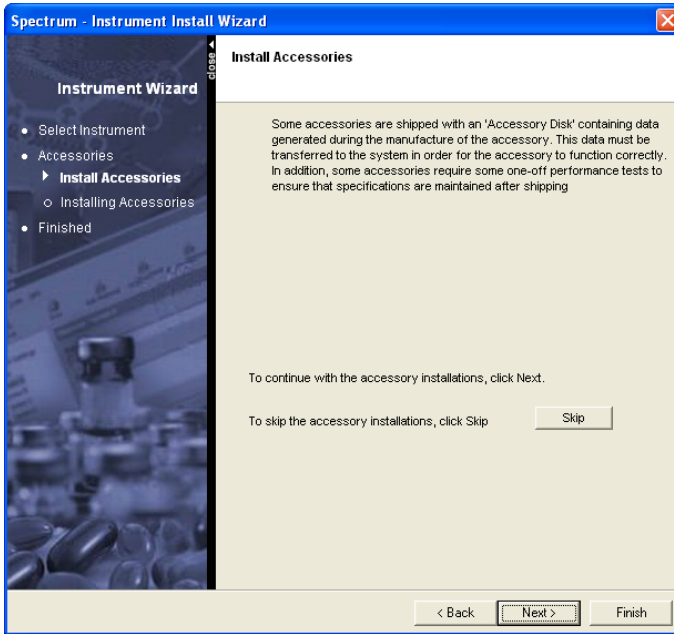 Spectrum - Instrument Install Wizard
close
Install Accessories
Instrument Wizard
Select Instrument
Accessories
Install Accessories
Installing Accessories
Finished
Some accessories are shipped with an 'Accessory Disk' containing data
generated during the manufacture of the accessory. This data must be
transferred to the system in order for the accessory to function correctly.
In addition, some accessories require some one-off performance tests to
ensure that specifications are maintained after shipping
To continue with the accessory installations, click Next.
To skip the accessory installations, click Skip
Skip
< Back
Next >
Finish